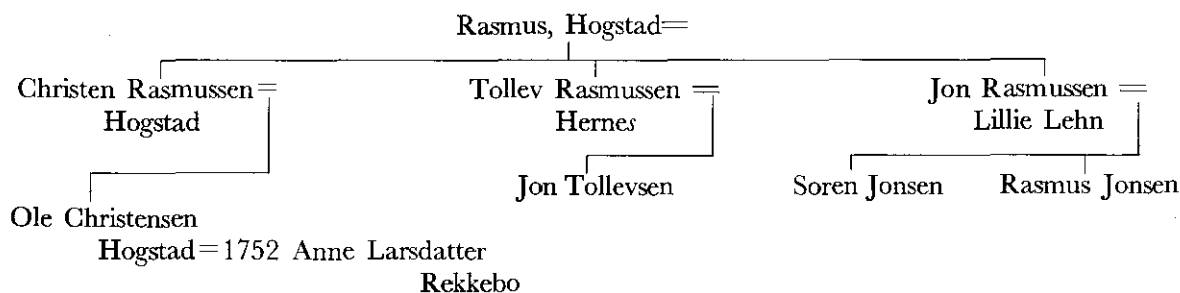 Rasmus, Hogstad=
Christen Rasmussen=
Hogstad
Tollev Rasmussen =
Hernes
Jon Rasmussen =
Lillie Lehn
Jon Tollevsen
Soren Jonsen
Rasmus Jonsen
Ole Christensen
Hogstad=1752 Anne Larsdatter
Rekkebo